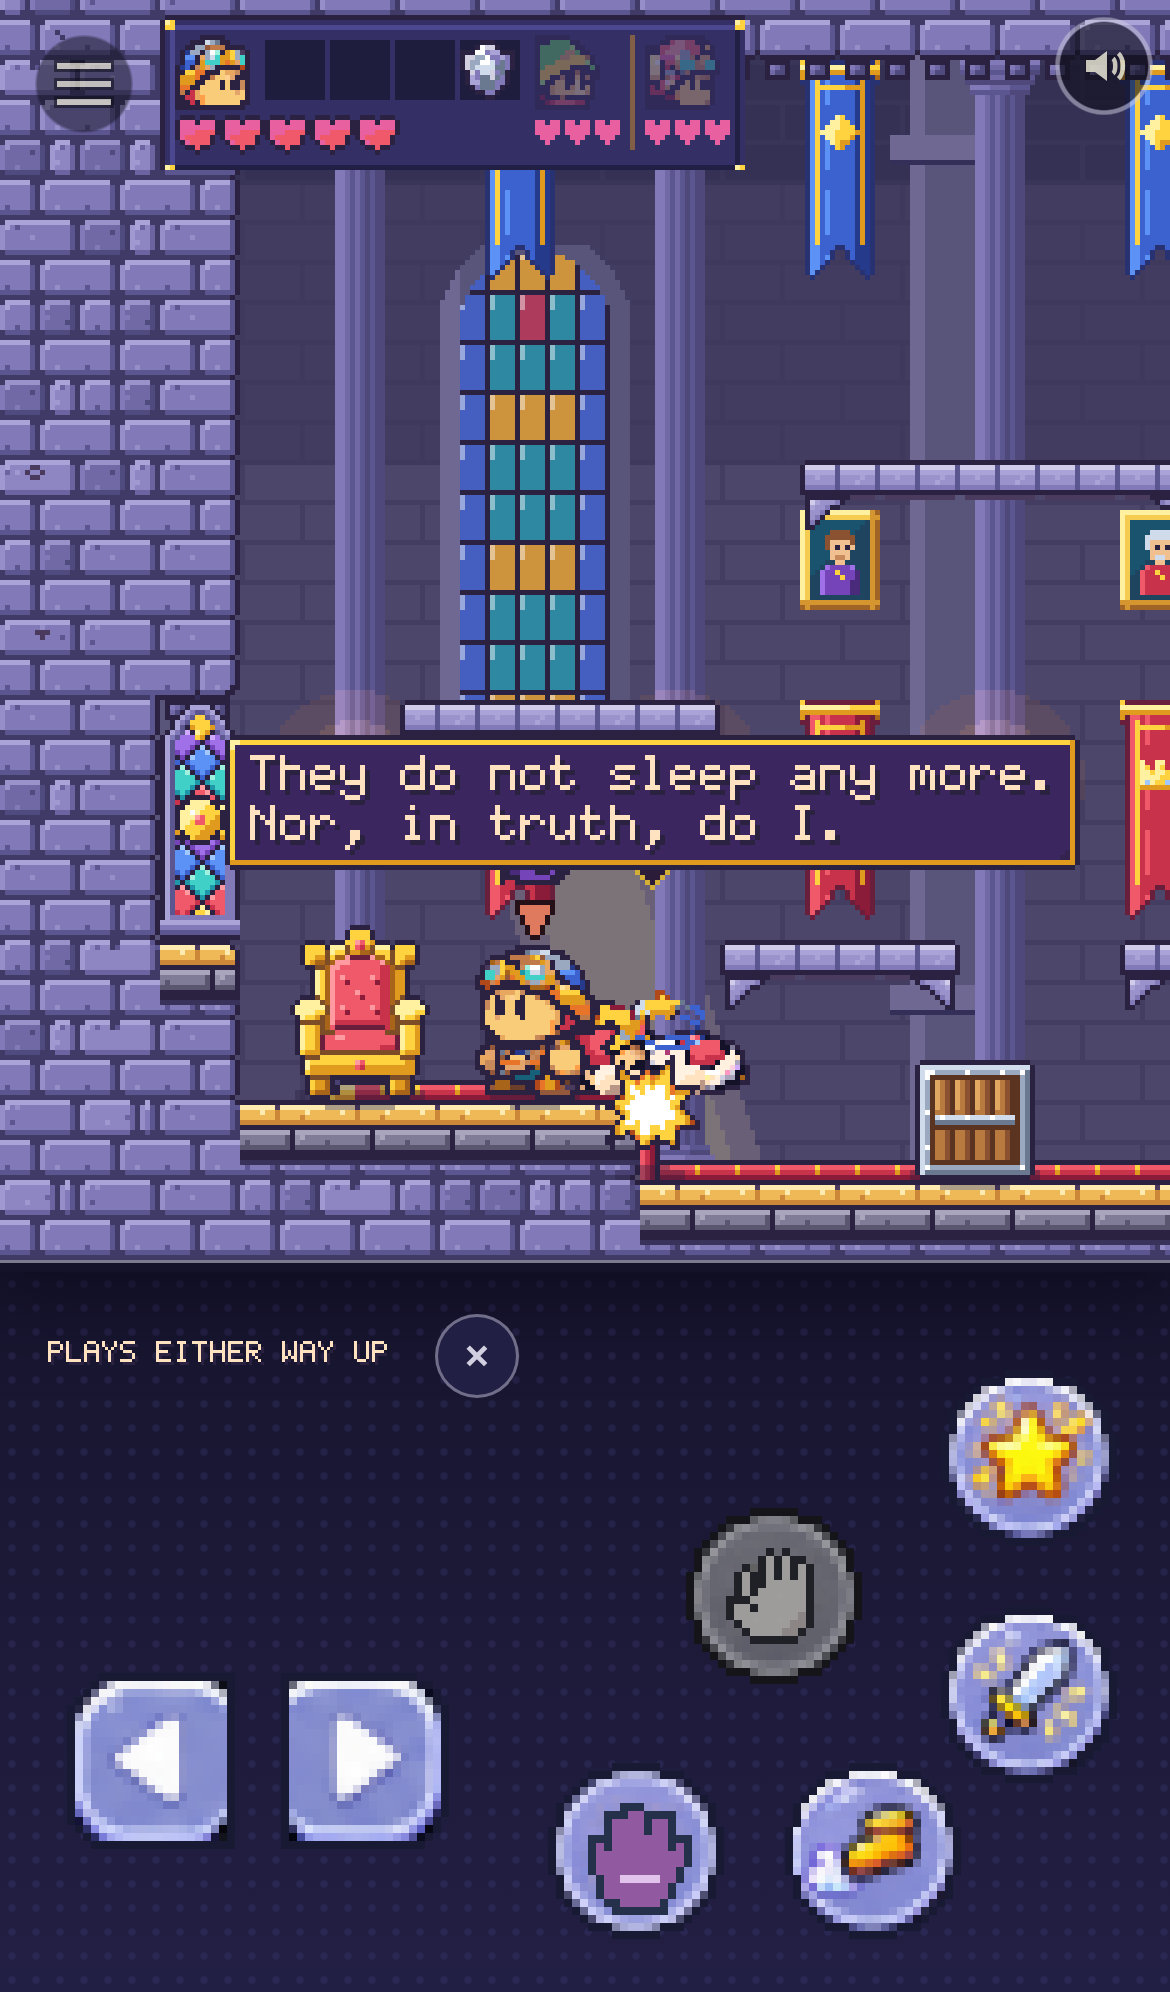 They do not sleep any more.
Nor, in truth, do I.
PLAYS EITHER WAY UP